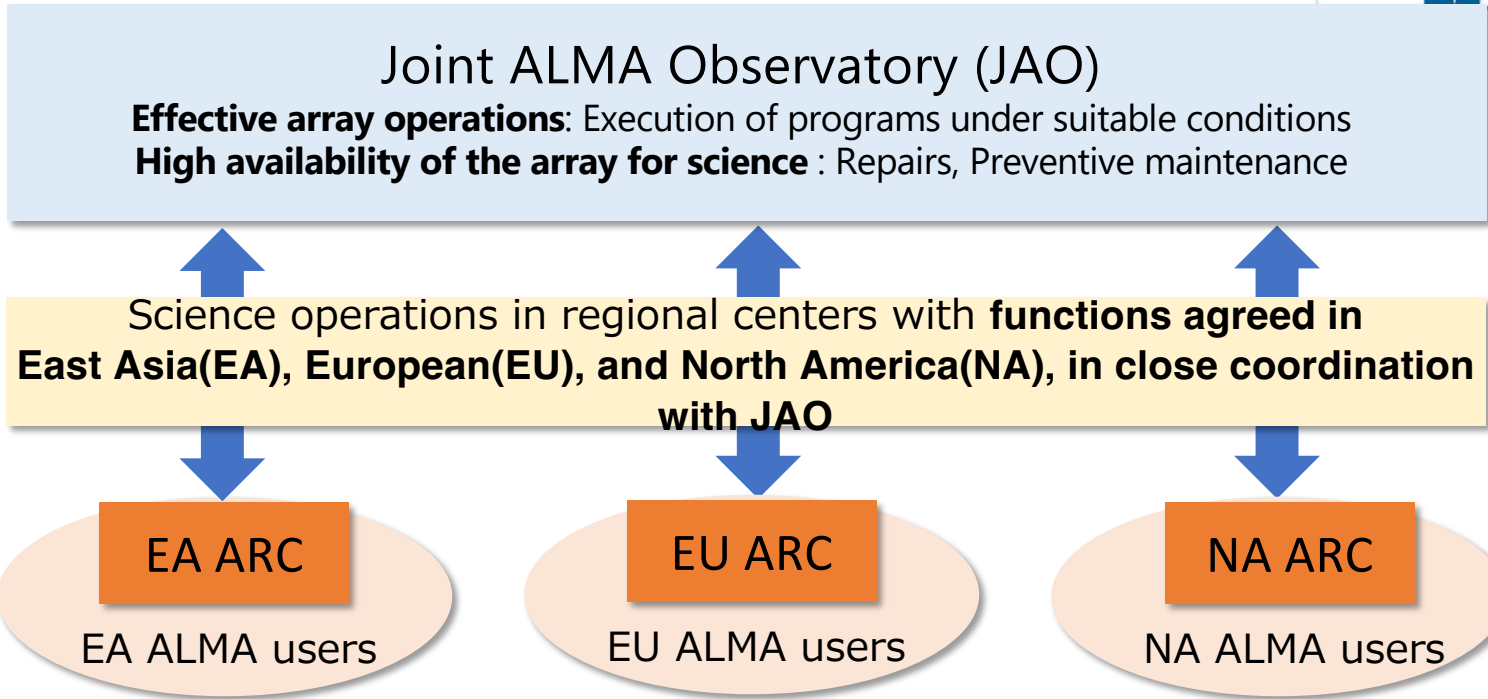 Joint ALMA Observatory (JAO)
Effective array operations: Execution of programs under suitable conditions
High availability of the array for science : Repairs, Preventive maintenance
Science operations in regional centers with functions agreed in
East Asia(EA), European(EU), and North America(NA), in close coordination
with JAO
EA ARC
EU ARC
NA ARC
EA ALMA users
EU ALMA users
NA ALMA users